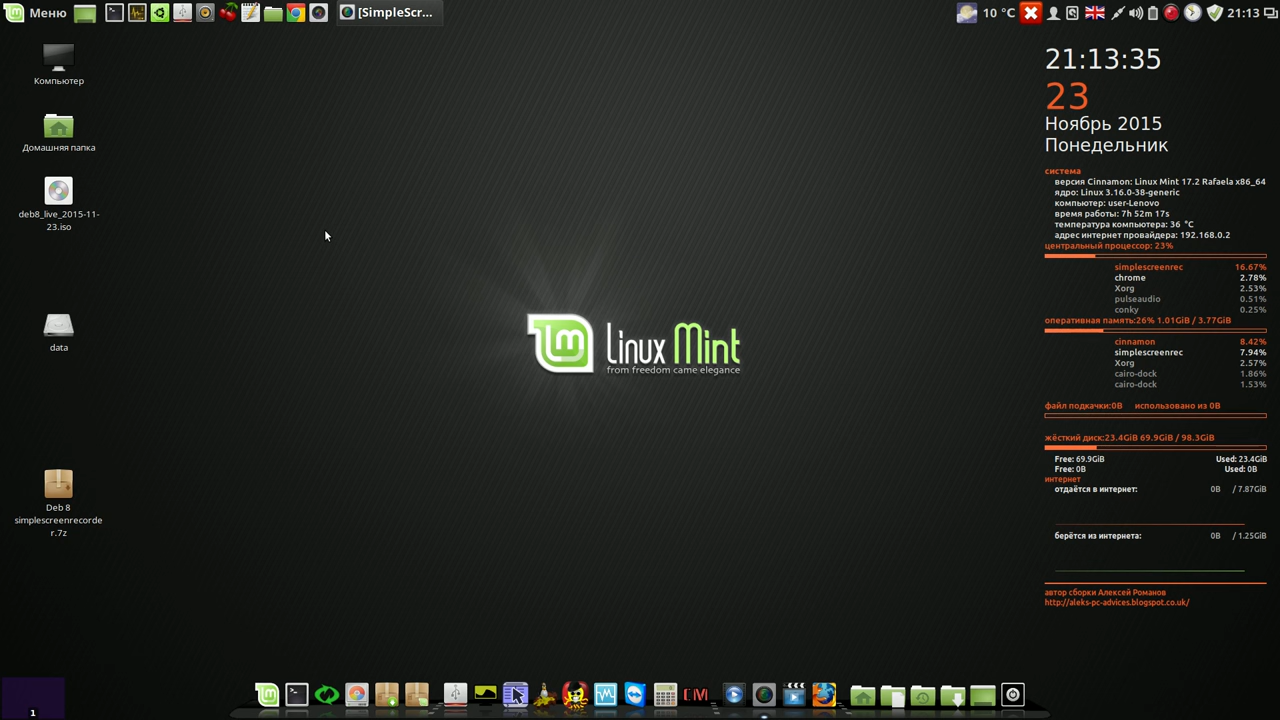 Меню
[SimpleScr...
10 °C
21:13
Компьютер
Домашняя папка
deb8_live_2015-11-
23.iso
data
Deb 8
simplescreenrecorde
r.7z
Linux Mint
from freedom came elegance
21:13:35
23
Ноябрь 2015
Понедельник
система
версия Cinnamon: Linux Mint 17.2 Rafaela x86_64
ядро: Linux 3.16.0-38-generic
компьютер: user-Lenovo
время работы: 7h 52m 17s
температура компьютера: 36 °C
адрес интернет провайдера: 192.168.0.2
центральный процессор: 23%
simplescreenrec 16.67%
chrome 2.78%
Xorg 2.53%
pulseaudio 0.51%
conky 0.25%
оперативная память:26% 1.01GiB / 3.77GiB
cinnamon 8.42%
simplescreenrec 7.94%
Xorg 2.57%
cairo-dock 1.86%
cairo-dock 1.53%
файл подкачки:0B использовано из 0B
жёсткий диск:23.4GiB 69.9GiB / 98.3GiB
Free: 69.9GiB Used: 23.4GiB
Free: 0B Used: 0B
интернет
отдаётся в интернет: 0B / 7.87GiB
берётся из интернета: 0B / 1.25GiB
автор сборки Алексей Романов
http://aleks-pc-advices.blogspot.co.uk/
1